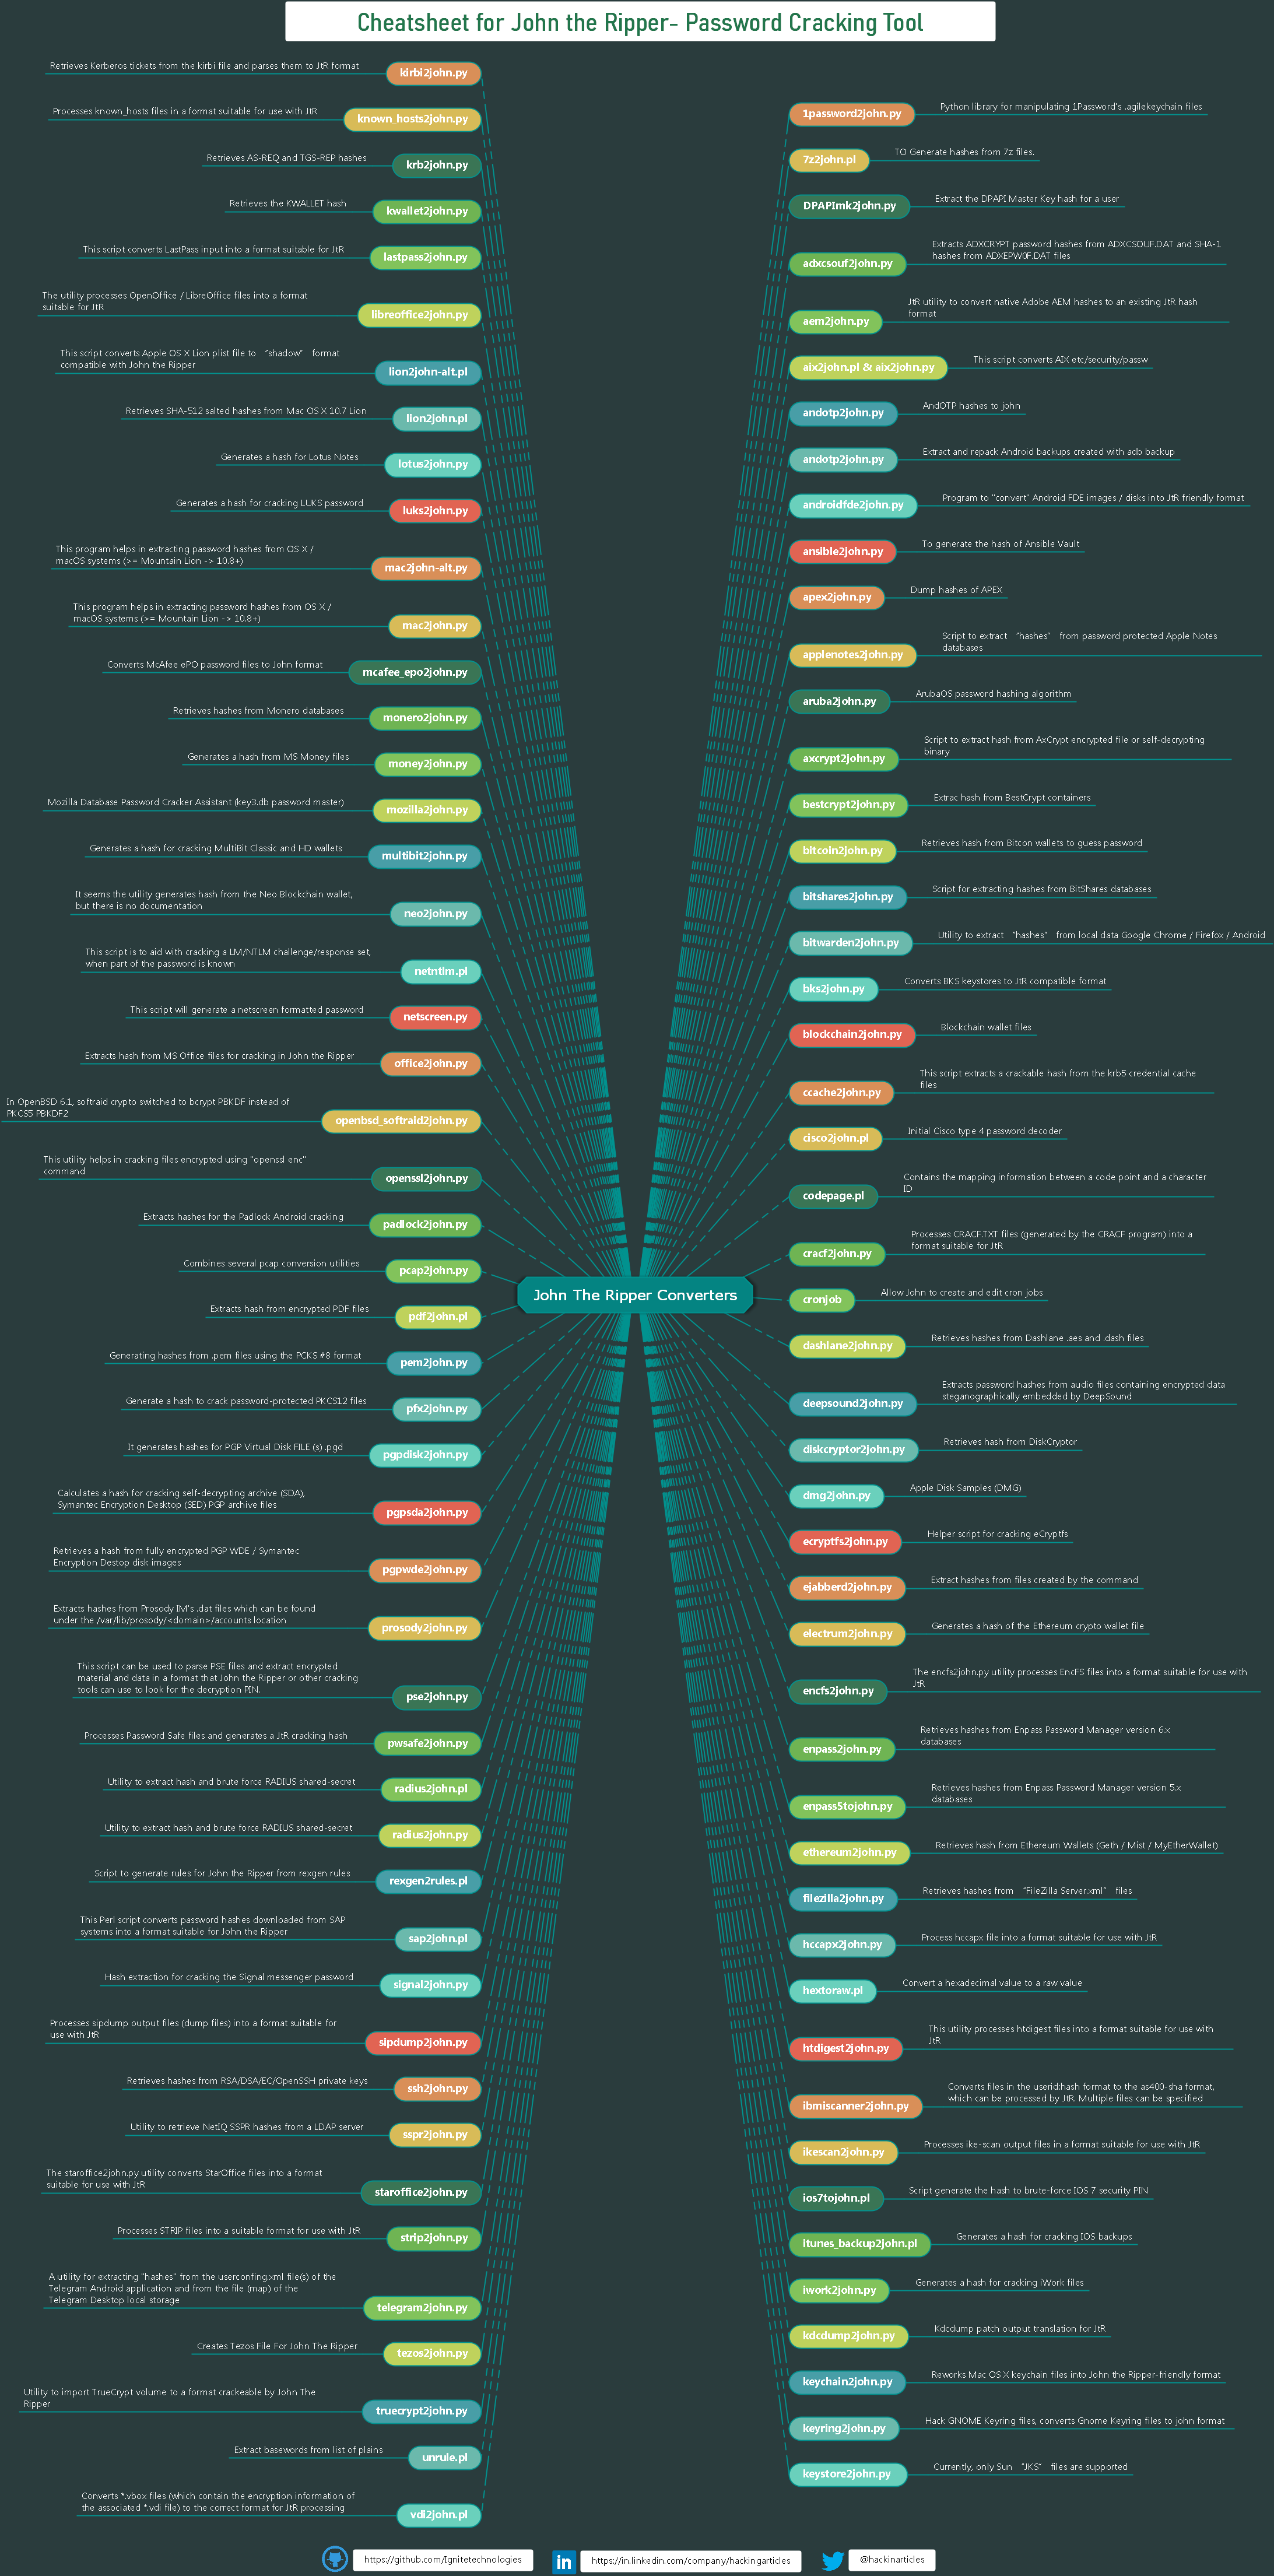 Cheatsheet for John the Ripper- Password Cracking Tool
Retrieves Kerberos tickets from the kirbi file and parses them to JtR format
kirbi2john.py
Processes known_hosts files in a format suitable for use with JtR
known_hosts2john.py
Retrieves AS-REQ and TGS-REP hashes
krb2john.py
Retrieves the KWALLET hash
kwallet2john.py
This script converts LastPass input into a format suitable for JtR
lastpass2john.py
The utility processes OpenOffice / LibreOffice files into a format
suitable for JtR
libreoffice2john.py
This script converts Apple OS X Lion plist file to “shadow” format
compatible with John the Ripper
lion2john-alt.pl
Retrieves SHA-512 salted hashes from Mac OS X 10.7 Lion
lion2john.pl
Generates a hash for Lotus Notes
lotus2john.py
Generates a hash for cracking LUKS password
luks2john.py
This program helps in extracting password hashes from OS X /
macOS systems (>= Mountain Lion -> 10.8+)
mac2john-alt.py
This program helps in extracting password hashes from OS X /
macOS systems (>= Mountain Lion -> 10.8+)
mac2john.py
Converts McAfee ePO password files to John format
mcafee_epo2john.py
Retrieves hashes from Monero databases
monero2john.py
Generates a hash from MS Money files
money2john.py
Mozilla Database Password Cracker Assistant (key3.db password master)
mozilla2john.py
Generates a hash for cracking MultiBit Classic and HD wallets
multibit2john.py
It seems the utility generates hash from the Neo Blockchain wallet,
but there is no documentation
neo2john.py
This script is to aid with cracking a LM/NTLM challenge/response set,
when part of the password is known
netntlm.pl
This script will generate a netscreen formatted password
netscreen.py
Extracts hash from MS Office files for cracking in John the Ripper
office2john.py
In OpenBSD 6.1, softraid crypto switched to bcrypt PBKDF instead of
PKCS5 PBKDF2
openbsd_softraid2john.py
This utility helps in cracking files encrypted using "openssl enc"
command
openssl2john.py
Extracts hashes for the Padlock Android cracking
padlock2john.py
Combines several pcap conversion utilities
pcap2john.py
Extracts hash from encrypted PDF files
pdf2john.pl
Generating hashes from .pem files using the PCKS #8 format
pem2john.py
Generate a hash to crack password-protected PKCS12 files
pfx2john.py
It generates hashes for PGP Virtual Disk FILE (s) .pgd
pgpdisk2john.py
Calculates a hash for cracking self-decrypting archive (SDA),
Symantec Encryption Desktop (SED) PGP archive files
pgpsda2john.py
Retrieves a hash from fully encrypted PGP WDE / Symantec
Encryption Destop disk images
pgpwde2john.py
Extracts hashes from Prosody IM's .dat files which can be found
under the /var/lib/prosody/<domain>/accounts location
prosody2john.py
This script can be used to parse PSE files and extract encrypted
material and data in a format that John the Ripper or other cracking
tools can use to look for the decryption PIN.
pse2john.py
Processes Password Safe files and generates a JtR cracking hash
pwsafe2john.py
Utility to extract hash and brute force RADIUS shared-secret
radius2john.pl
Utility to extract hash and brute force RADIUS shared-secret
radius2john.py
Script to generate rules for John the Ripper from rexgen rules
rexgen2rules.pl
This Perl script converts password hashes downloaded from SAP
systems into a format suitable for John the Ripper
sap2john.pl
Hash extraction for cracking the Signal messenger password
signal2john.py
Processes sipdump output files (dump files) into a format suitable for
use with JtR
sipdump2john.py
Retrieves hashes from RSA/DSA/EC/OpenSSH private keys
ssh2john.py
Utility to retrieve NetIQ SSPR hashes from a LDAP server
sspr2john.py
The staroffice2john.py utility converts StarOffice files into a format
suitable for use with JtR
staroffice2john.py
Processes STRIP files into a suitable format for use with JtR
strip2john.py
A utility for extracting "hashes" from the userconfing.xml file(s) of the
Telegram Android application and from the file (map) of the
Telegram Desktop local storage
telegram2john.py
Creates Tezos File For John The Ripper
tezos2john.py
Utility to import TrueCrypt volume to a format crackeable by John The
Ripper
truecrypt2john.py
Extract basewords from list of plains
unrule.pl
Converts *.vbox files (which contain the encryption information of
the associated *.vdi file) to the correct format for JtR processing
vdi2john.pl
John The Ripper Converters
1password2john.py
Python library for manipulating 1Password's .agilekeychain files
7z2john.pl
TO Generate hashes from 7z files.
DPAPImk2john.py
Extract the DPAPI Master Key hash for a user
adxcsouf2john.py
Extracts ADXCRYPT password hashes from ADXCSOUF.DAT and SHA-1
hashes from ADXEPW0F.DAT files
aem2john.py
JtR utility to convert native Adobe AEM hashes to an existing JtR hash
format
aix2john.pl & aix2john.py
This script converts AIX etc/security/passw
andotp2john.py
AndOTP hashes to john
andotp2john.py
Extract and repack Android backups created with adb backup
androidfde2john.py
Program to "convert" Android FDE images / disks into JtR friendly format
ansible2john.py
To generate the hash of Ansible Vault
apex2john.py
Dump hashes of APEX
applenotes2john.py
Script to extract “hashes” from password protected Apple Notes
databases
aruba2john.py
ArubaOS password hashing algorithm
axcrypt2john.py
Script to extract hash from AxCrypt encrypted file or self-decrypting
binary
bestcrypt2john.py
Extrac hash from BestCrypt containers
bitcoin2john.py
Retrieves hash from Bitcon wallets to guess password
bitshares2john.py
Script for extracting hashes from BitShares databases
bitwarden2john.py
Utility to extract “hashes” from local data Google Chrome / Firefox / Android
bks2john.py
Converts BKS keystores to JtR compatible format
blockchain2john.py
Blockchain wallet files
ccache2john.py
This script extracts a crackable hash from the krb5 credential cache
files
cisco2john.pl
Initial Cisco type 4 password decoder
codepage.pl
Contains the mapping information between a code point and a character
ID
cracf2john.py
Processes CRACF.TXT files (generated by the CRACF program) into a
format suitable for JtR
cronjob
Allow John to create and edit cron jobs
dashlane2john.py
Retrieves hashes from Dashlane .aes and .dash files
deepsound2john.py
Extracts password hashes from audio files containing encrypted data
steganographically embedded by DeepSound
diskcryptor2john.py
Retrieves hash from DiskCryptor
dmg2john.py
Apple Disk Samples (DMG)
ecryptfs2john.py
Helper script for cracking eCryptfs
ejabberd2john.py
Extract hashes from files created by the command
electrum2john.py
Generates a hash of the Ethereum crypto wallet file
encfs2john.py
The encfs2john.py utility processes EncFS files into a format suitable for use with
JtR
enpass2john.py
Retrieves hashes from Enpass Password Manager version 6.x
databases
enpass5tojohn.py
Retrieves hashes from Enpass Password Manager version 5.x
databases
ethereum2john.py
Retrieves hash from Ethereum Wallets (Geth / Mist / MyEtherWallet)
filezilla2john.py
Retrieves hashes from “FileZilla Server.xml” files
hccapx2john.py
Process hccapx file into a format suitable for use with JtR
hextoraw.pl
Convert a hexadecimal value to a raw value
htdigest2john.py
This utility processes htdigest files into a format suitable for use with
JtR
ibmiscanner2john.py
Converts files in the userid:hash format to the as400-sha format,
which can be processed by JtR. Multiple files can be specified
ikescan2john.py
Processes ike-scan output files in a format suitable for use with JtR
ios7tojohn.pl
Script generate the hash to brute-force IOS 7 security PIN
itunes_backup2john.pl
Generates a hash for cracking IOS backups
iwork2john.py
Generates a hash for cracking iWork files
kdcdump2john.py
Kdcdump patch output translation for JtR
keychain2john.py
Reworks Mac OS X keychain files into John the Ripper-friendly format
keyring2john.py
Hack GNOME Keyring files, converts Gnome Keyring files to john format
keystore2john.py
Currently, only Sun “JKS” files are supported
https://github.com/Ignitetechnologies
in
https://in.linkedin.com/company/hackingarticles
@hackinarticles